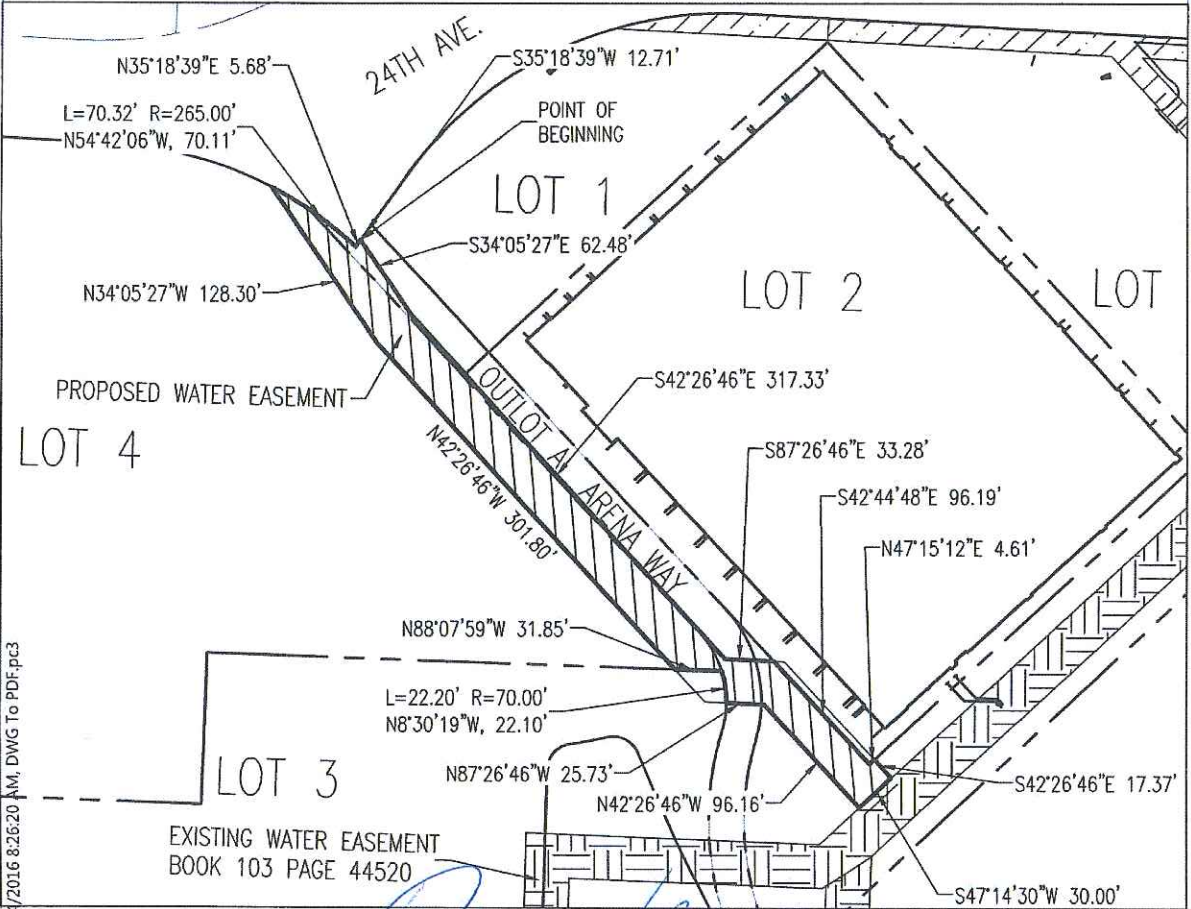 24TH AVE.
N35°18'39"E 5.68'
S35°18'39"W 12.71'
L=70.32' R=265.00'
N54°42'06"W, 70.11'
POINT OF
BEGINNING
LOT 1
S34°05'27"E 62.48'
LOT 2
LOT
N34°05'27"W 128.30'
PROPOSED WATER EASEMENT
LOT 4
OUTLOT A ARENA WAY
S42°26'46"E 317.33'
N42°26'46"W 301.80'
S87°26'46"E 33.28'
S42°44'48"E 96.19'
N47°15'12"E 4.61'
N88°07'59"W 31.85'
L=22.20' R=70.00'
N8°30'19"W, 22.10'
LOT 3
N87°26'46"W 25.73'
N42°26'46"W 96.16'
S42°26'46"E 17.37'
EXISTING WATER EASEMENT
BOOK 103 PAGE 44520
S47°14'30"W 30.00'
/2016 8:26:20 AM, DWG To PDF.pc3